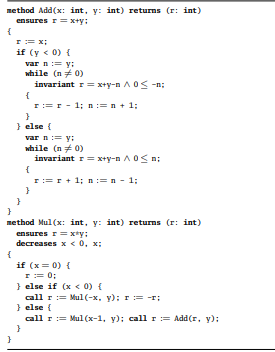 method Add(x: int, y: int) returns (r: int)
ensures r = x+y;
{
r := x;
if (y < 0) {
var n := y;
while (n ≠ 0)
invariant r = x+y-n ∧ 0 ≤ -n;
{
r := r - 1; n := n + 1;
}
} else {
var n := y;
while (n ≠ 0)
invariant r = x+y-n ∧ 0 ≤ n;
{
r := r + 1; n := n - 1;
}
}
}
method Mul(x: int, y: int) returns (r: int)
ensures r = x*y;
decreases x < 0, x;
{
if (x = 0) {
r := 0;
} else if (x < 0) {
call r := Mul(-x, y); r := -r;
} else {
call r := Mul(x-1, y); call r := Add(r, y);
}
}